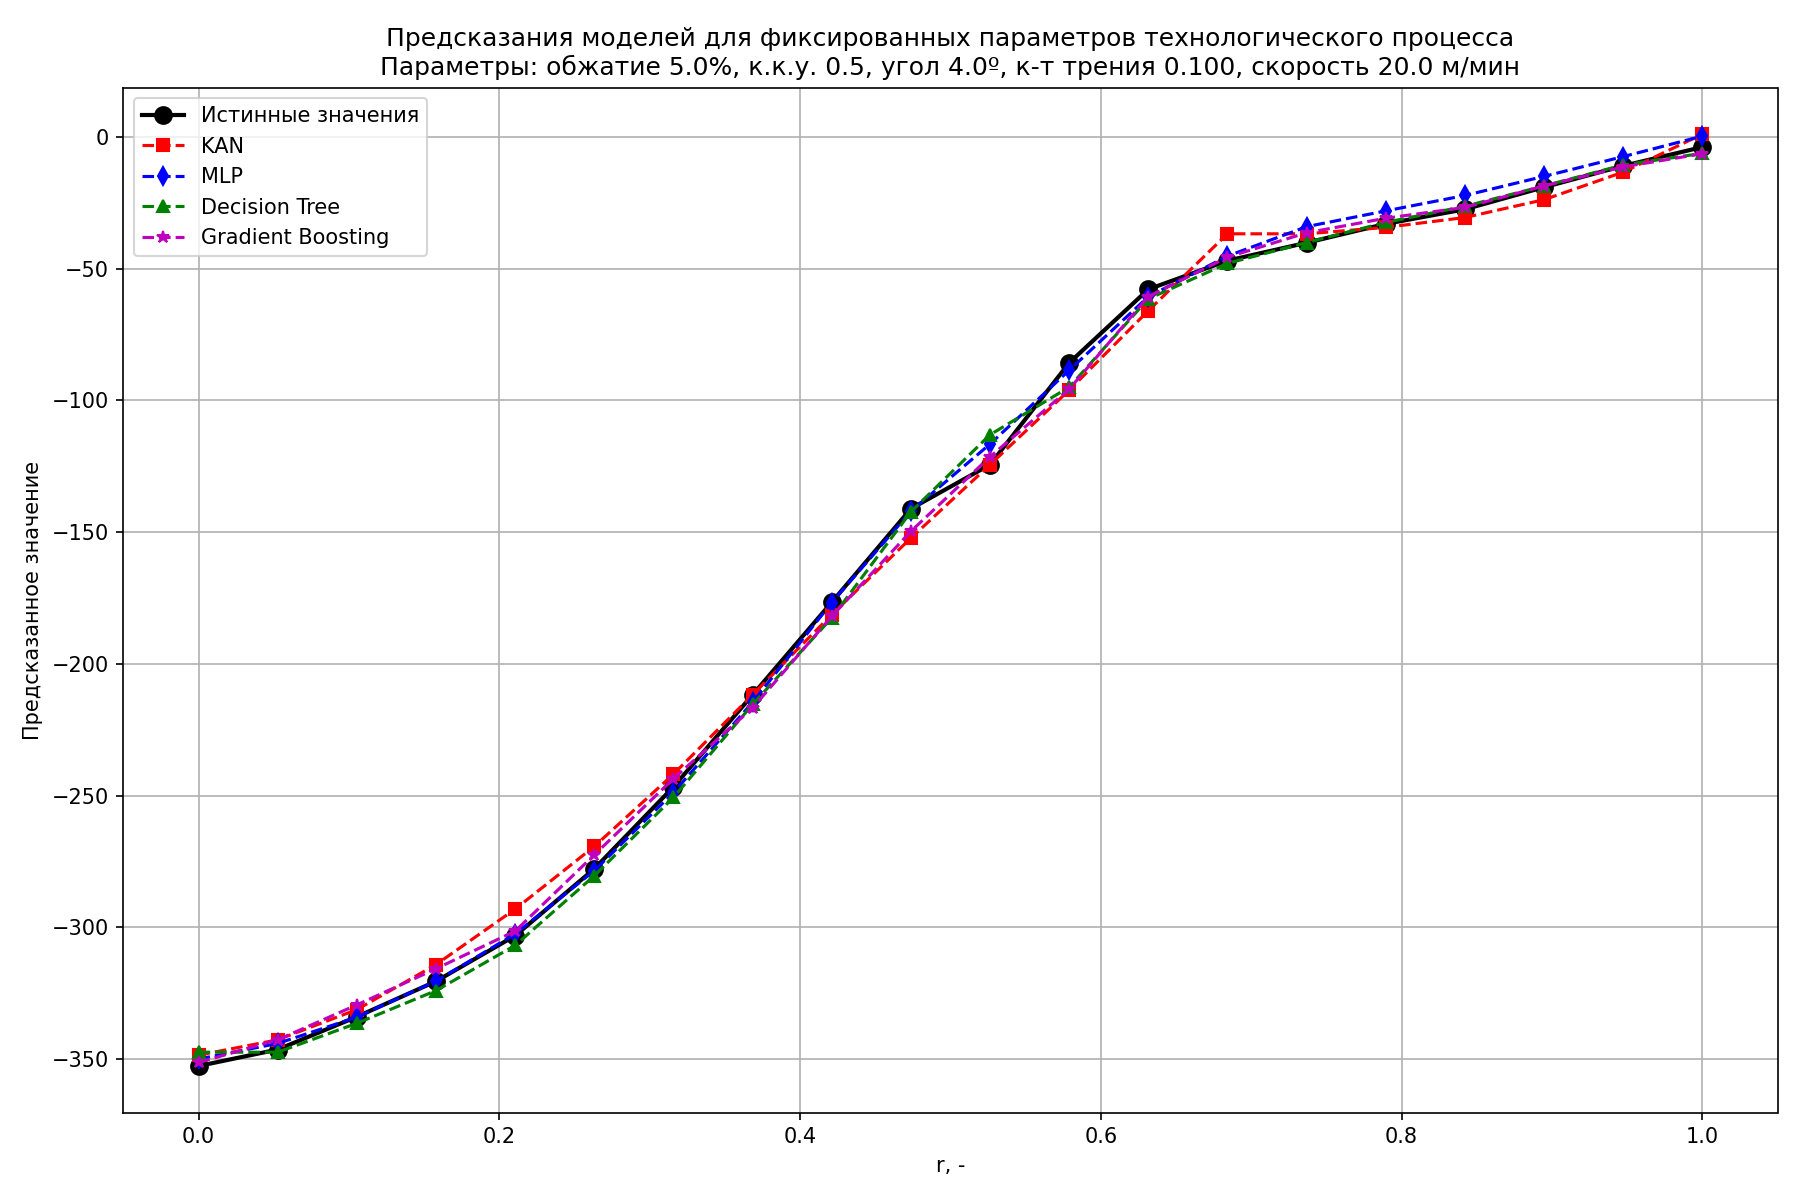 Предсказания моделей для фиксированных параметров технологического процесса
Параметры: обжатие 5.0%, к.к.у. 0.5, угол 4.0º, к-т трения 0.100, скорость 20.0 м/мин
Истинные значения
KAN
MLP
Decision Tree
Gradient Boosting
Предсказанное значение
0
−50
−100
−150
−200
−250
−300
−350
0.0 0.2 0.4 0.6 0.8 1.0
r, -